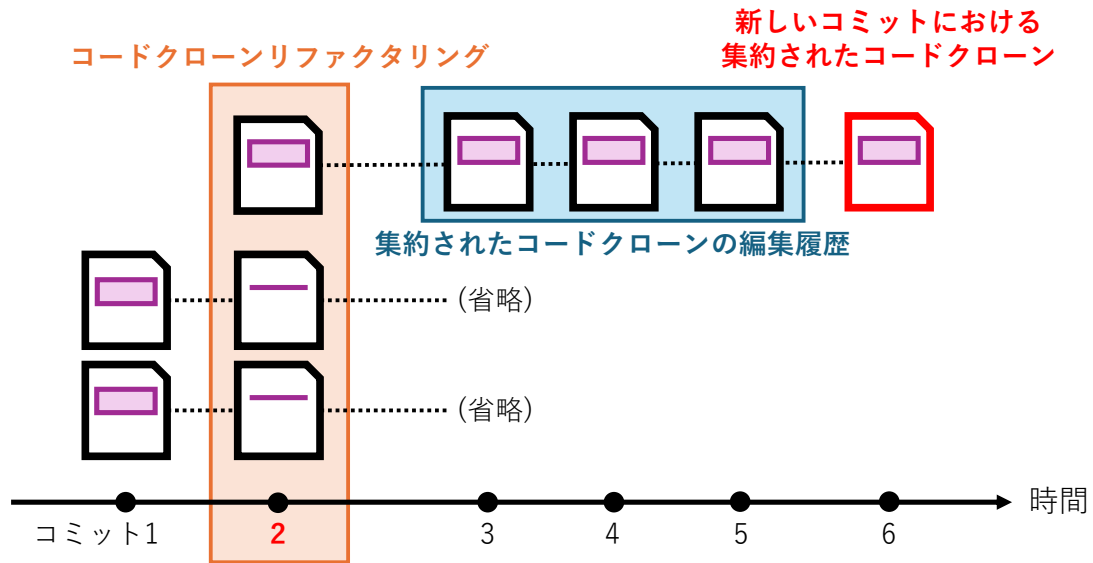 新しいコミットにおける
集約されたコードクローン
コードクローンリファクタリング
集約されたコードクローンの編集履歴
(省略)
(省略)
時間
コミット1
2
3
4
5
6